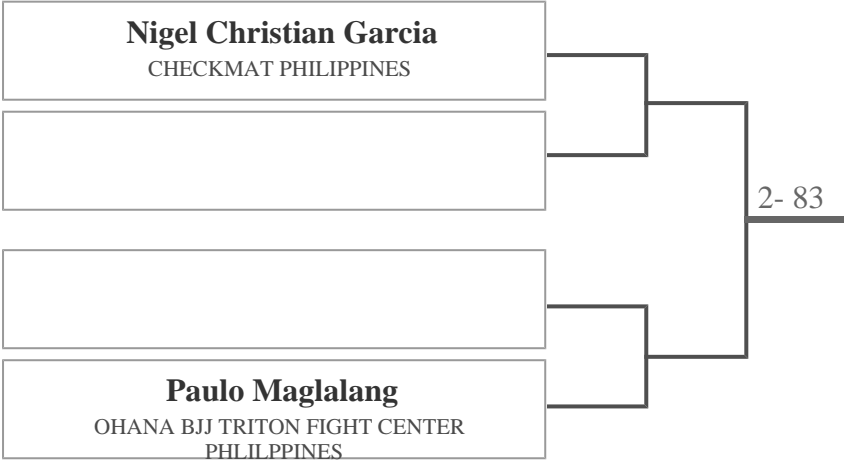 Nigel Christian Garcia
CHECKMAT PHILIPPINES
2- 83
Paulo Maglalang
OHANA BJJ TRITON FIGHT CENTER
PHLILPPINES